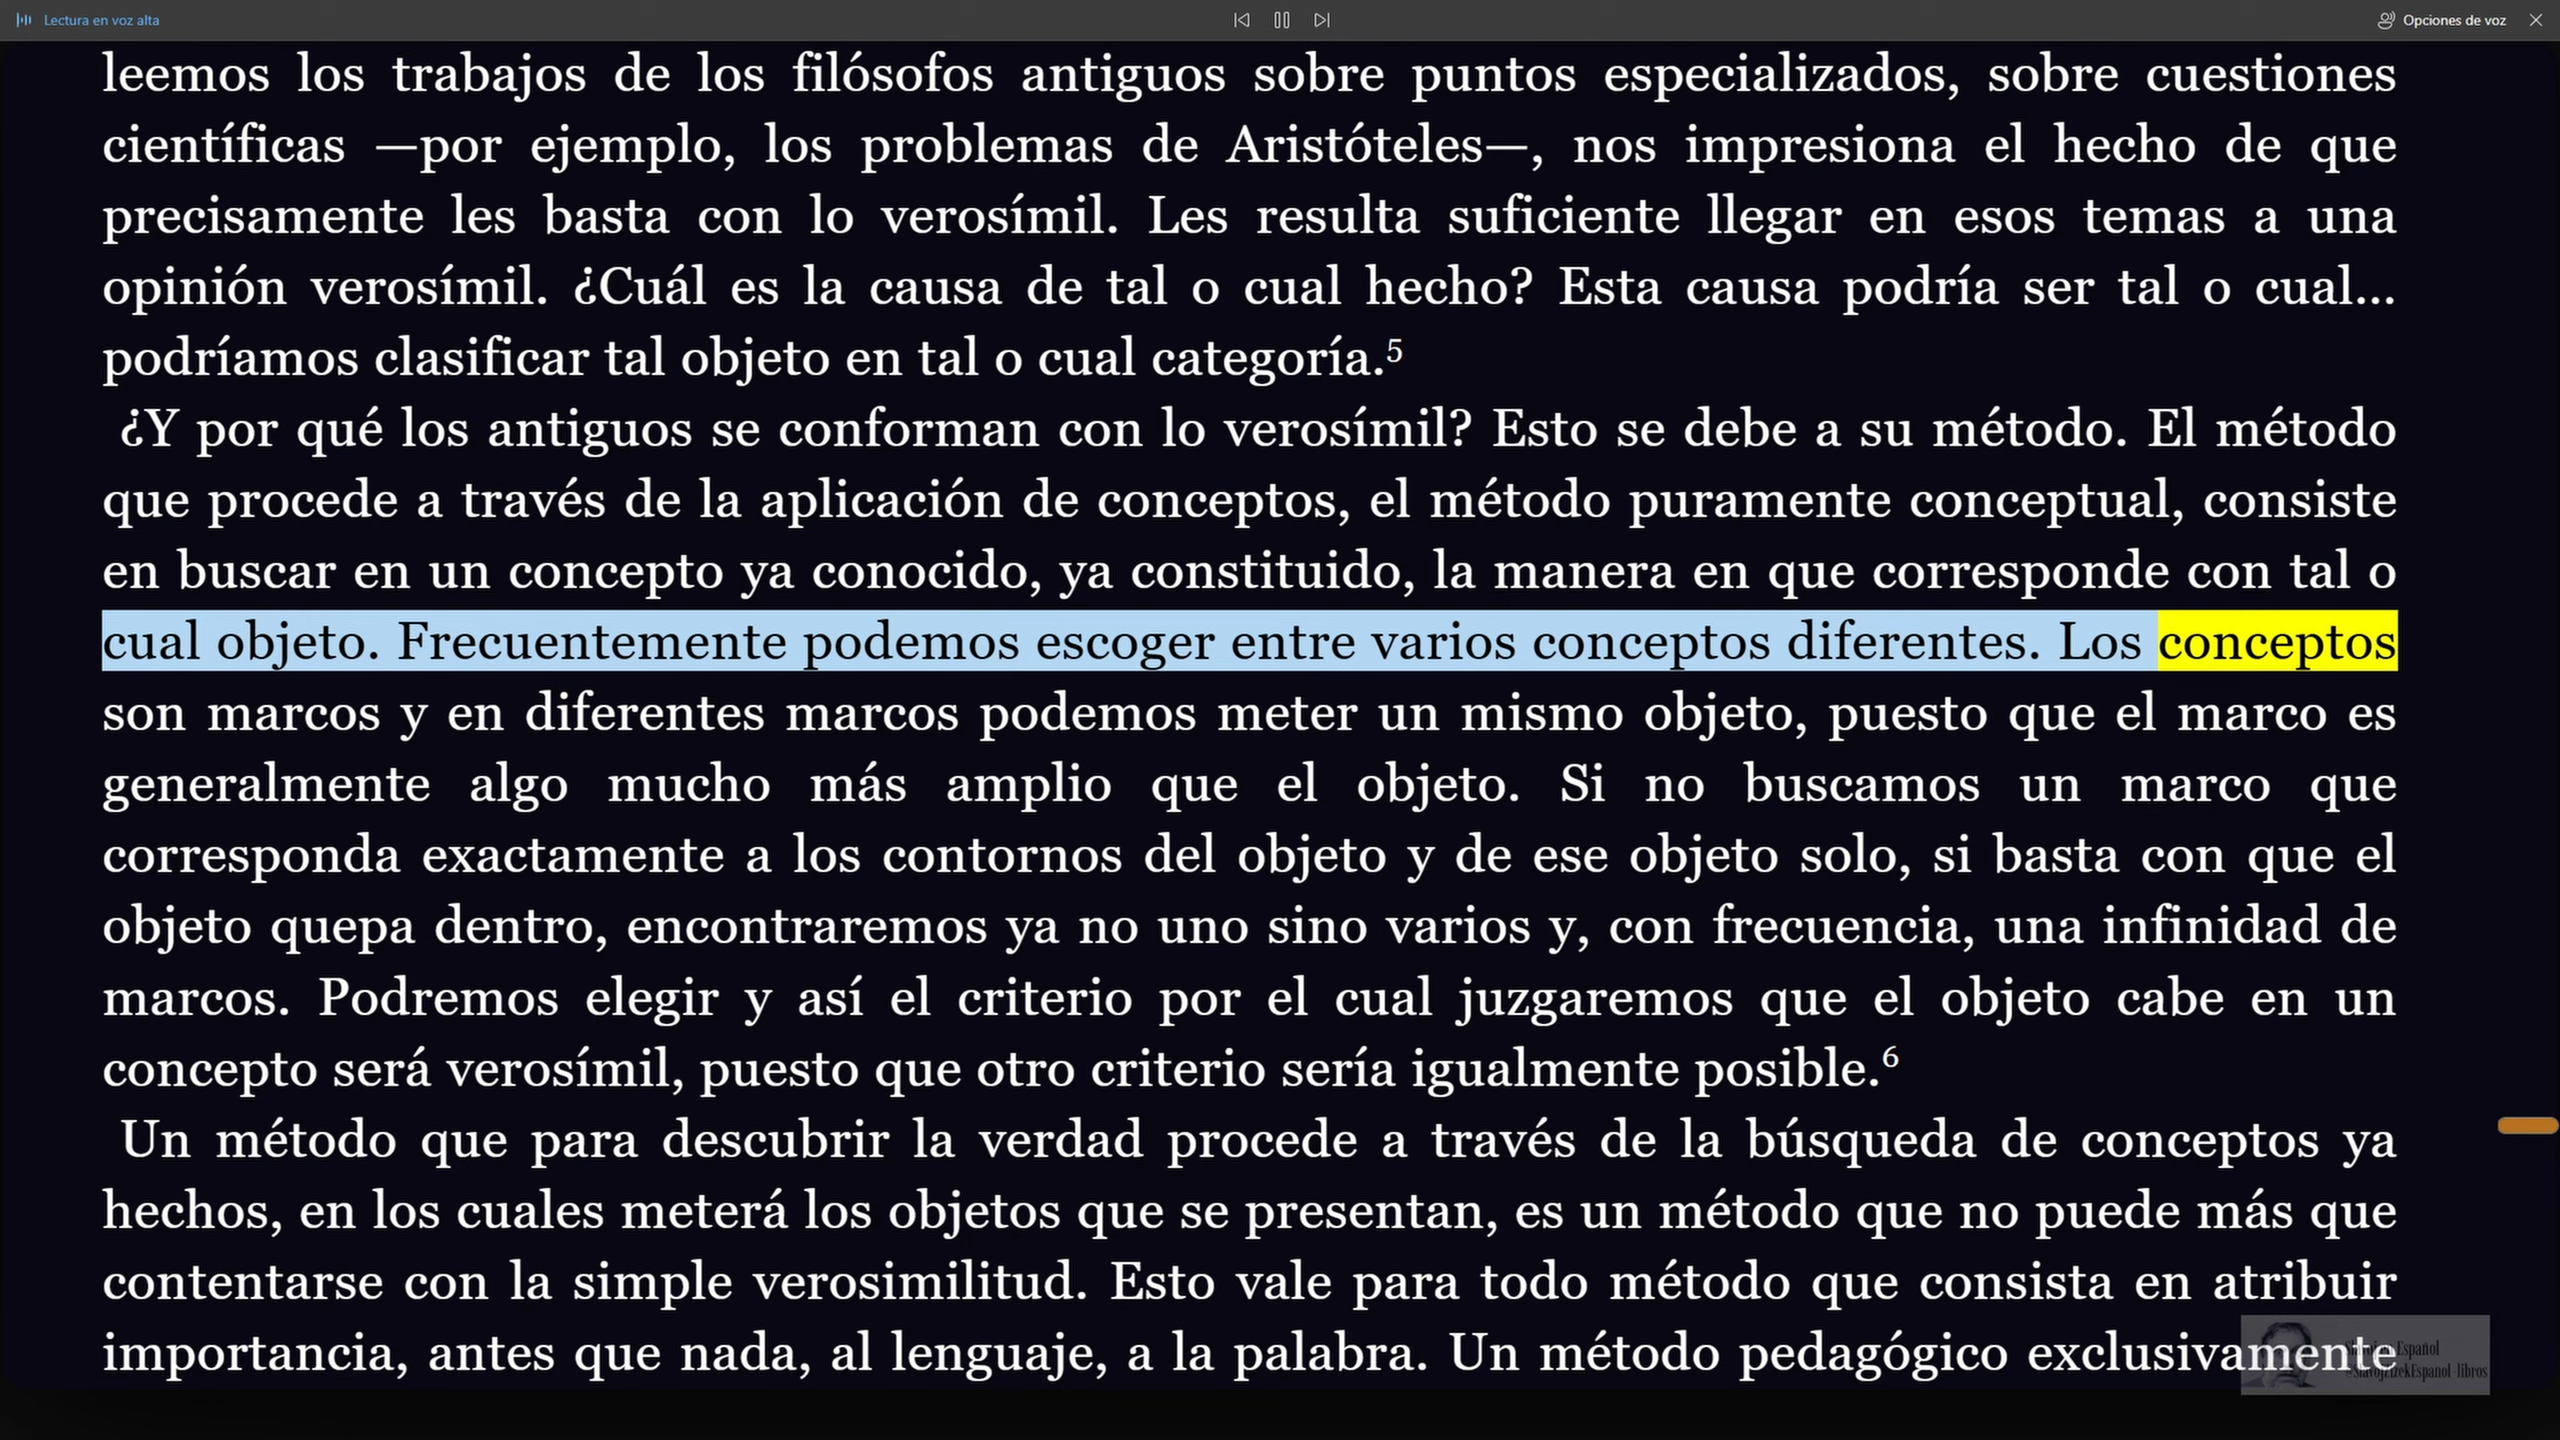 Lectura en voz alta
Opciones de voz
leemos los trabajos de los filósofos antiguos sobre puntos especializados, sobre cuestiones
científicas —por ejemplo, los problemas de Aristóteles—, nos impresiona el hecho de que
precisamente les basta con lo verosímil. Les resulta suficiente llegar en esos temas a una
opinión verosímil. ¿Cuál es la causa de tal o cual hecho? Esta causa podría ser tal o cual...
podríamos clasificar tal objeto en tal o cual categoría.⁵
¿Y por qué los antiguos se conforman con lo verosímil? Esto se debe a su método. El método
que procede a través de la aplicación de conceptos, el método puramente conceptual, consiste
en buscar en un concepto ya conocido, ya constituido, la manera en que corresponde con tal o
cual objeto. Frecuentemente podemos escoger entre varios conceptos diferentes. Los conceptos
son marcos y en diferentes marcos podemos meter un mismo objeto, puesto que el marco es
generalmente algo mucho más amplio que el objeto. Si no buscamos un marco que
corresponda exactamente a los contornos del objeto y de ese objeto solo, si basta con que el
objeto quepa dentro, encontraremos ya no uno sino varios y, con frecuencia, una infinidad de
marcos. Podremos elegir y así el criterio por el cual juzgaremos que el objeto cabe en un
concepto será verosímil, puesto que otro criterio sería igualmente posible.⁶
Un método que para descubrir la verdad procede a través de la búsqueda de conceptos ya
hechos, en los cuales meterá los objetos que se presentan, es un método que no puede más que
contentarse con la simple verosimilitud. Esto vale para todo método que consista en atribuir
importancia, antes que nada, al lenguaje, a la palabra. Un método pedagógico exclusivamente
Español
@SlavojZizekEspanol-libros